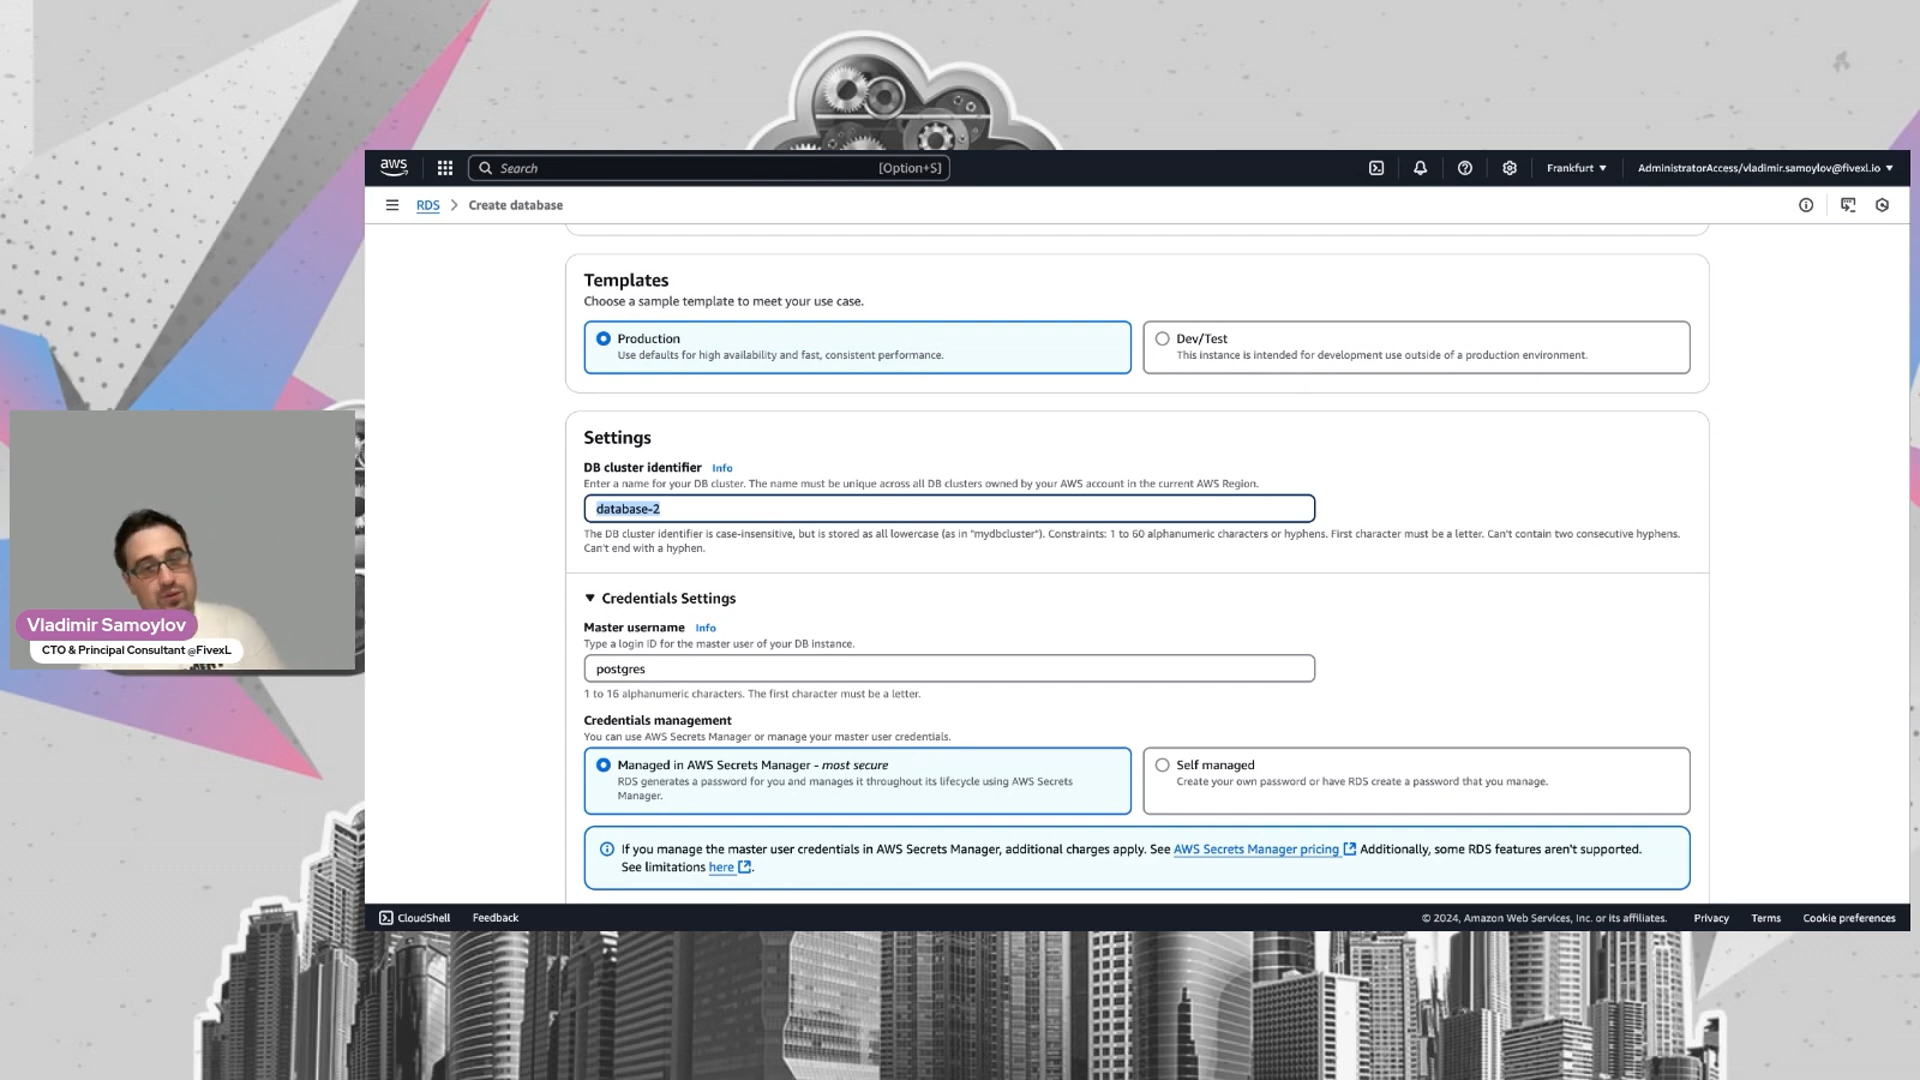 aws
Search
[Option+S]
Frankfurt
AdministratorAccess/vladimir.samoylov@fivexl.io
RDS
Create database
Templates
Choose a sample template to meet your use case.
Production
Use defaults for high availability and fast, consistent performance.
Dev/Test
This instance is intended for development use outside of a production environment.
Settings
DB cluster identifier Info
Enter a name for your DB cluster. The name must be unique across all DB clusters owned by your AWS account in the current AWS Region.
database-2
The DB cluster identifier is case-insensitive, but is stored as all lowercase (as in "mydbcluster"). Constraints: 1 to 60 alphanumeric characters or hyphens. First character must be a letter. Can't contain two consecutive hyphens.
Can't end with a hyphen.
Credentials Settings
Master username Info
Type a login ID for the master user of your DB instance.
postgres
1 to 16 alphanumeric characters. The first character must be a letter.
Credentials management
You can use AWS Secrets Manager or manage your master user credentials.
Managed in AWS Secrets Manager - most secure
RDS generates a password for you and manages it throughout its lifecycle using AWS Secrets
Manager.
Self managed
Create your own password or have RDS create a password that you manage.
If you manage the master user credentials in AWS Secrets Manager, additional charges apply. See AWS Secrets Manager pricing Additionally, some RDS features aren't supported.
See limitations here.
CloudShell
Feedback
© 2024, Amazon Web Services, Inc. or its affiliates.
Privacy
Terms
Cookie preferences
Vladimir Samoylov
CTO & Principal Consultant @FivexL